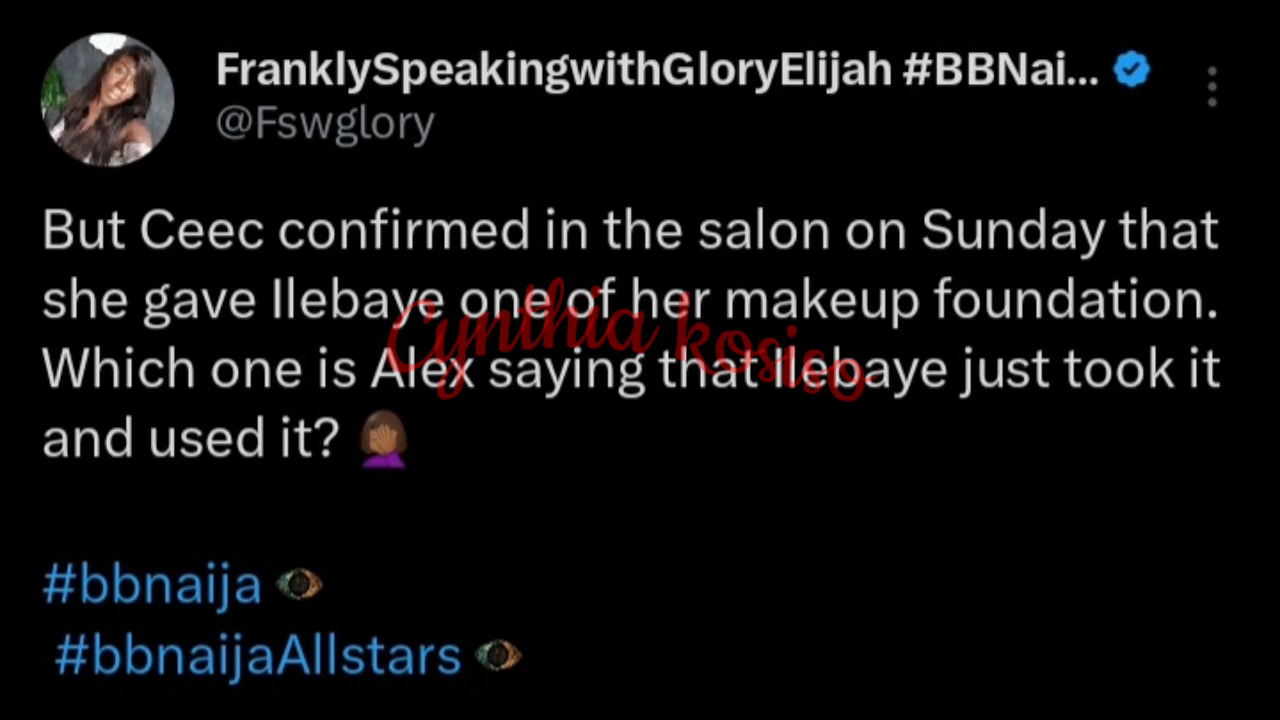 FranklySpeakingwithGloryElijah #BBNai...
@Fswglory
But Ceec confirmed in the salon on Sunday that
she gave Ilebaye one of her makeup foundation.
Which one is Alex saying that Ilebaye just took it
and used it? 🤦🏾‍♀️
Cynthia kosiso
#bbnaija
#bbnaijaAllstars